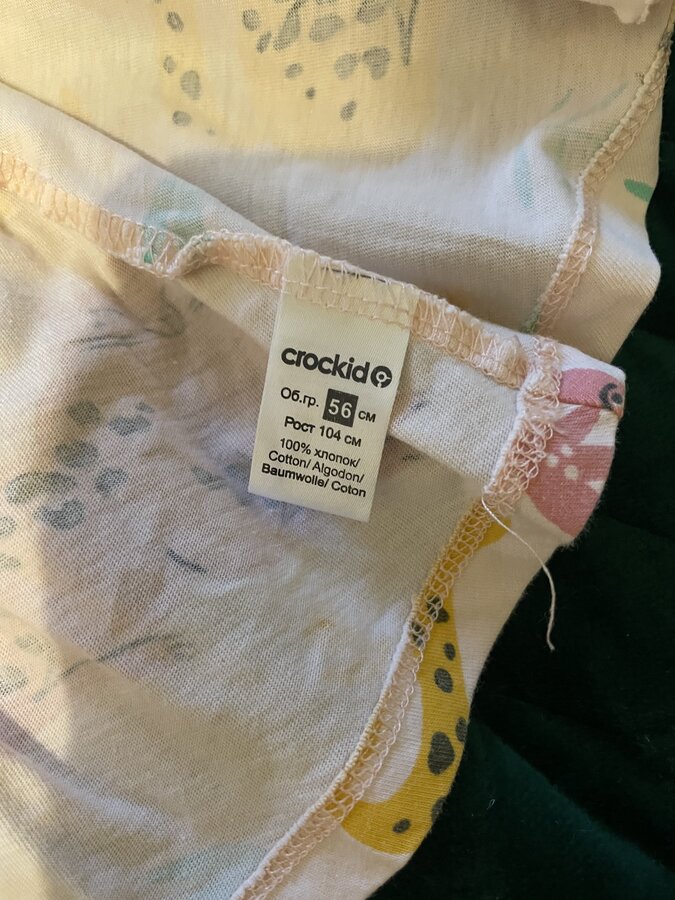 crockid
Об.гр. 56 см
Рост 104 см
100% хлопок/
Cotton/ Algodon/
Baumwolle/ Coton